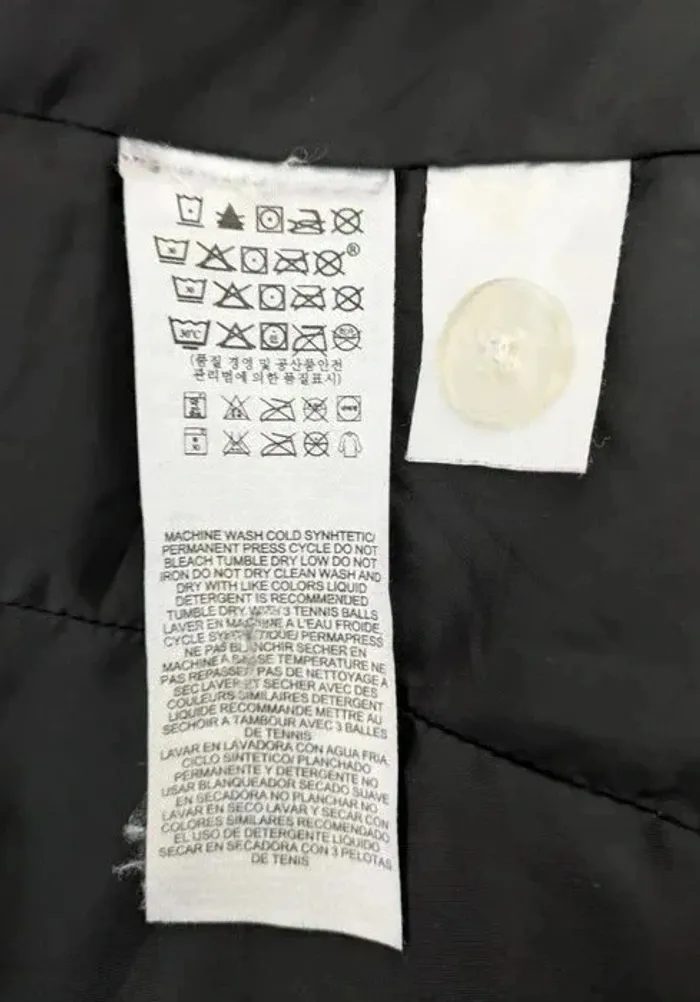 ®
30°C
(품질 경영 및 공산품안전
관리법에 의한 품질표시)
MACHINE WASH COLD SYNHTETIC/
PERMANENT PRESS CYCLE DO NOT
BLEACH TUMBLE DRY LOW DO NOT
IRON DO NOT DRY CLEAN WASH AND
DRY WITH LIKE COLORS LIQUID
DETERGENT IS RECOMMENDED
TUMBLE DRY WITH 3 TENNIS BALLS
LAVER EN MACHINE A L'EAU FROIDE
CYCLE PERMAPRESS
NE PAS BLANCHIR SECHER EN
MACHINE A BASSE TEMPERATURE NE
PAS REPASSER PAS DE NETTOYAGE A
SEC LAVER ET SECHER AVEC DES
COULEURS SIMILAIRES DETERGENT
LIQUIDE RECOMMANDE METTRE AU
SECHOIR A TAMBOUR AVEC 3 BALLES
DE TENNIS
LAVAR EN LAVADORA CON AGUA FRIA
CICLO SINTETICO/ PLANCHADO
PERMANENTE Y DETERGENTE NO
USAR BLANQUEADOR SECADO SUAVE
EN SECADORA NO PLANCHAR NO
LAVAR EN SECO LAVAR Y SECAR CON
COLORES SIMILARES RECOMENDADO
EL USO DE DETERGENTE LIQUIDO
SECAR EN SECADORA CON 3 PELOTAS
DE TENIS